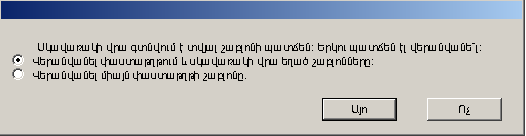 Սկավառակի վրա գտնվում է տվյալ շաբլոնի պատճեն: Երկու պատճեն էլ վերանվանե՞լ:
Վերանվանել փաստաթղթում և սկավառակի վրա եղած շաբլոնները:
Վերանվանել միայն փաստաթղթի շաբլոնը.
Այո
Ոչ